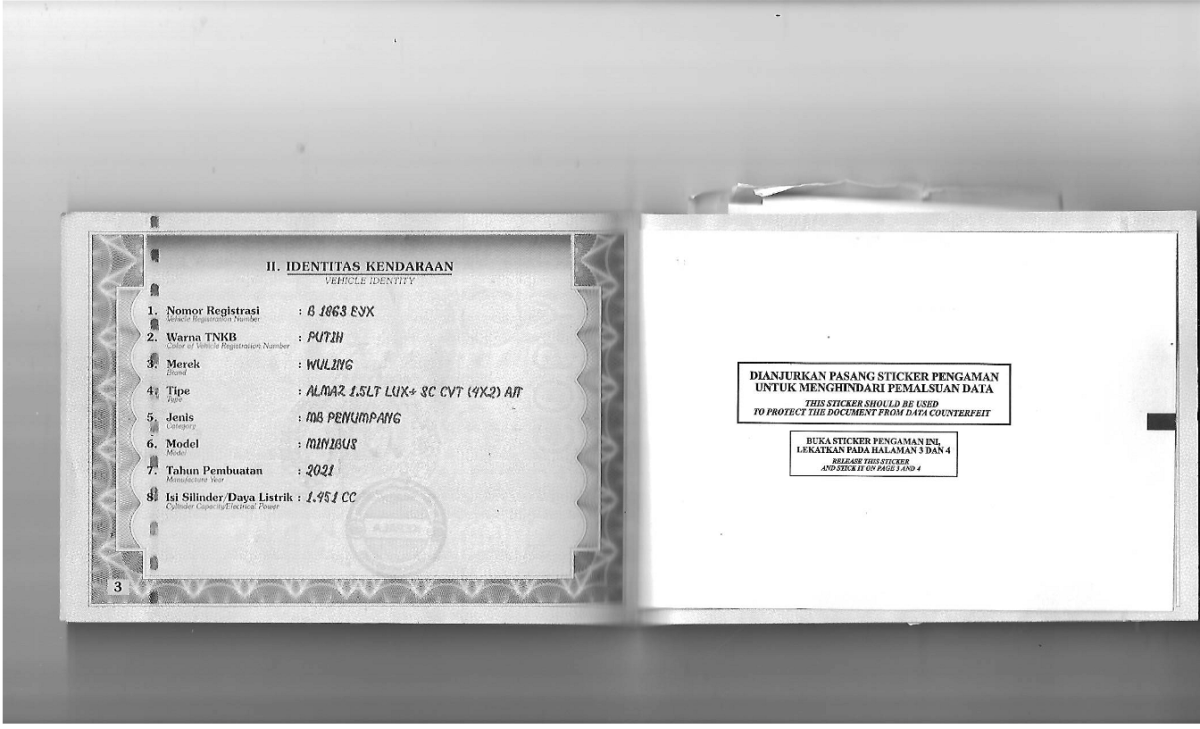 II. IDENTITAS KENDARAAN
VEHICLE IDENTITY
1. Nomor Registrasi : B 1863 EYX
Vehicle Registration Number
2. Warna TNKB : PUTIH
Color of Vehicle Registration Number
3. Merek : WULING
Brand
4. Tipe : ALMAZ 1.5LT LUX+ SC CVT (4X2) A/T
Type
5. Jenis : MB PENUMPANG
Category
6. Model : MINIBUS
Model
7. Tahun Pembuatan : 2021
Manufacture Year
8. Isi Silinder/Daya Listrik : 1.451 CC
Cylinder Capacity/Electrical Power
3
DIANJURKAN PASANG STICKER PENGAMAN
UNTUK MENGHINDARI PEMALSUAN DATA
THIS STICKER SHOULD BE USED
TO PROTECT THE DOCUMENT FROM DATA COUNTERFEIT
BUKA STICKER PENGAMAN INI,
LEKATKAN PADA HALAMAN 3 DAN 4
RELEASE THIS STICKER
AND STICK IT ON PAGE 3 AND 4